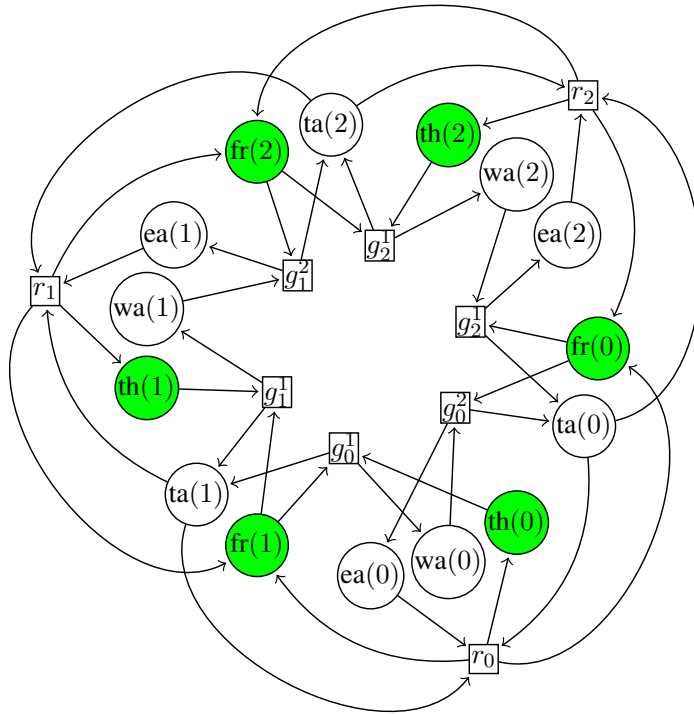 r₂
ta(2)
th(2)
fr(2)
wa(2)
ea(1)
ea(2)
g₂¹
g₁²
r₁
wa(1)
g₂¹
fr(0)
th(1)
g₁¹
g₀²
ta(0)
g₀¹
ta(1)
th(0)
fr(1)
wa(0)
ea(0)
r₀